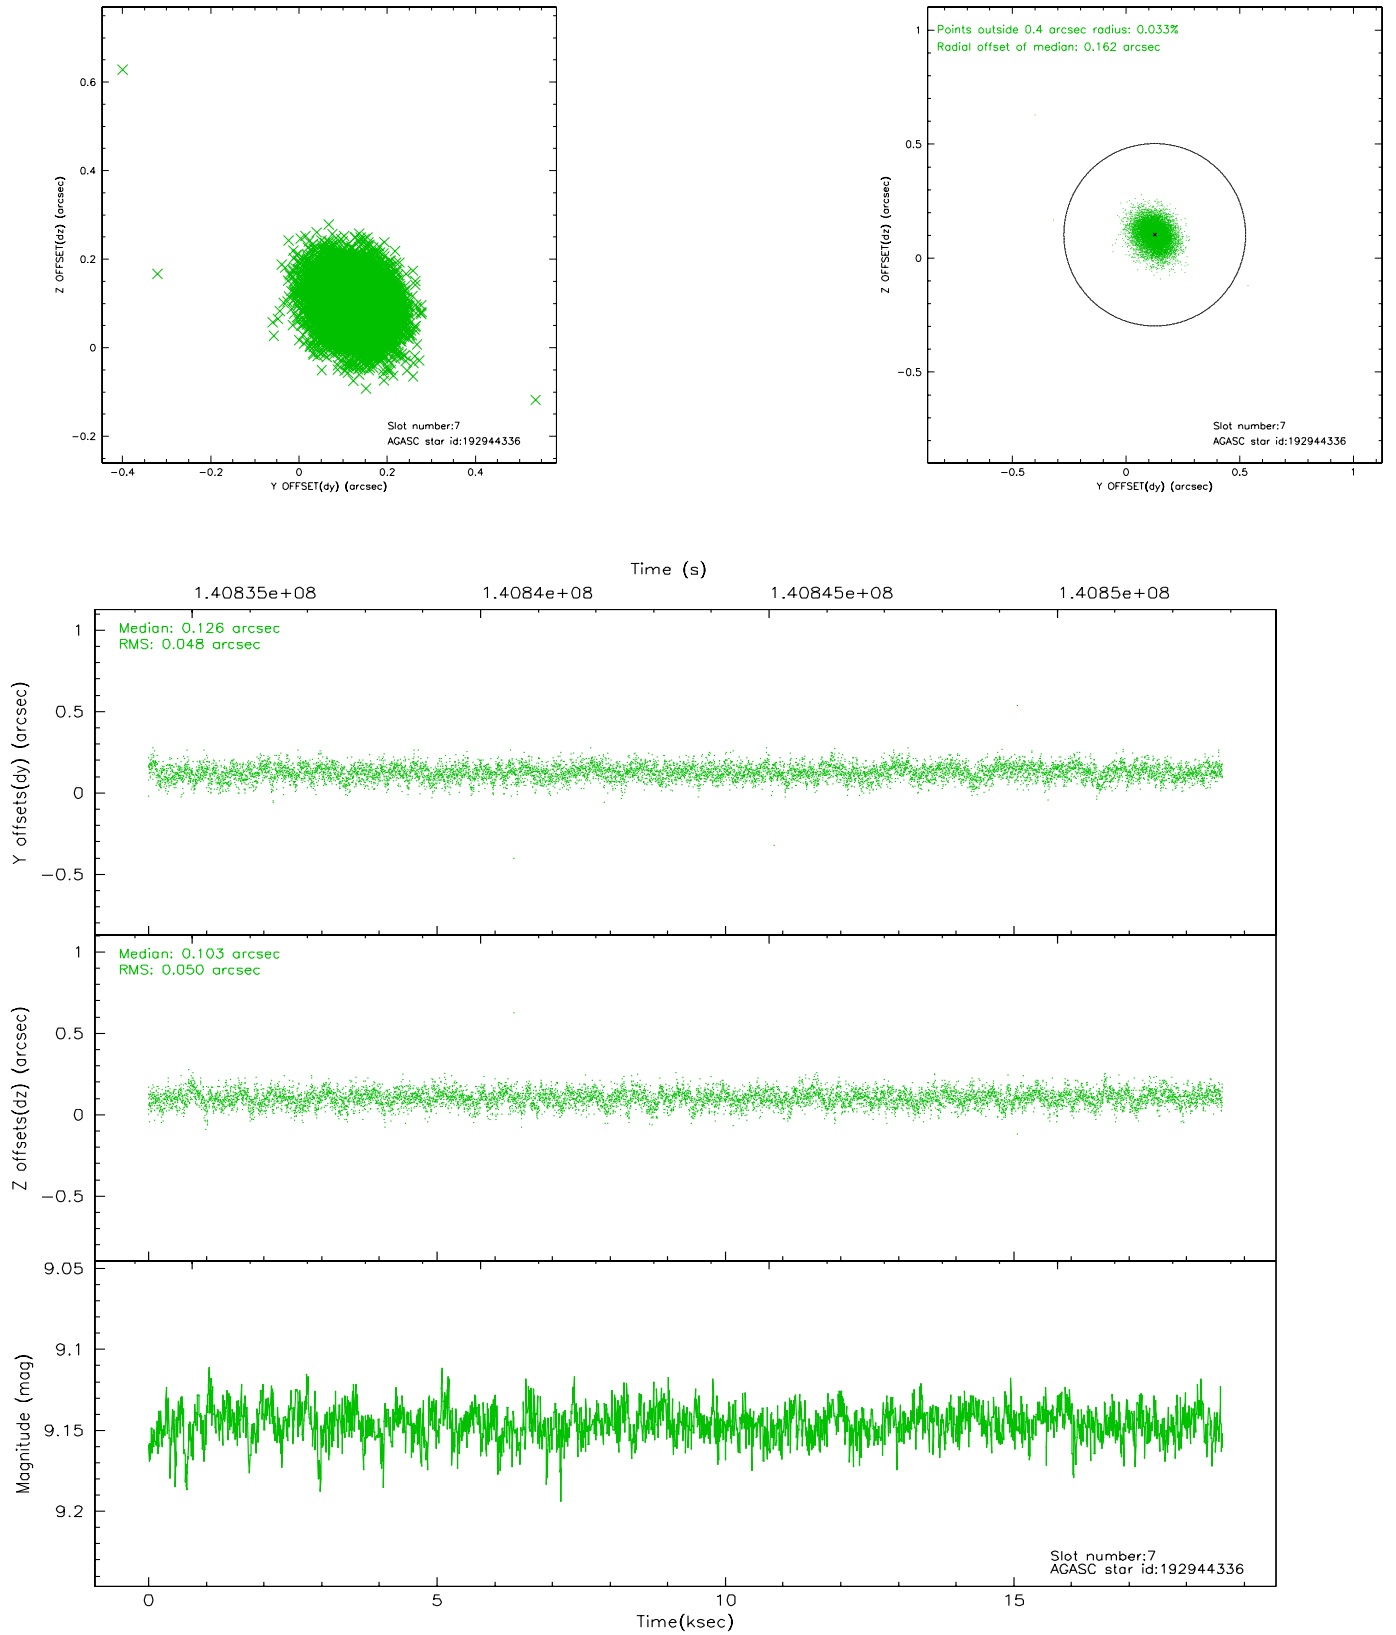 0.6
0.4
0.2
0
−0.2
Z OFFSET(dz) (arcsec)
Slot number:7
AGASC star id:192944336
−0.4 −0.2 0 0.2 0.4
Y OFFSET(dy) (arcsec)
Points outside 0.4 arcsec radius: 0.033%
Radial offset of median: 0.162 arcsec
1
0.5
0
−0.5
Z OFFSET(dz) (arcsec)
Slot number:7
AGASC star id:192944336
−0.5 0 0.5 1
Y OFFSET(dy) (arcsec)
Time (s)
1.40835e+08 1.4084e+08 1.40845e+08 1.4085e+08
Median: 0.126 arcsec
RMS: 0.048 arcsec
1
0.5
0
−0.5
Y offsets(dy) (arcsec)
Median: 0.103 arcsec
RMS: 0.050 arcsec
1
0.5
0
−0.5
Z offsets(dz) (arcsec)
9.05
9.1
9.15
9.2
Magnitude (mag)
Slot number:7
AGASC star id:192944336
0 5 10 15
Time(ksec)